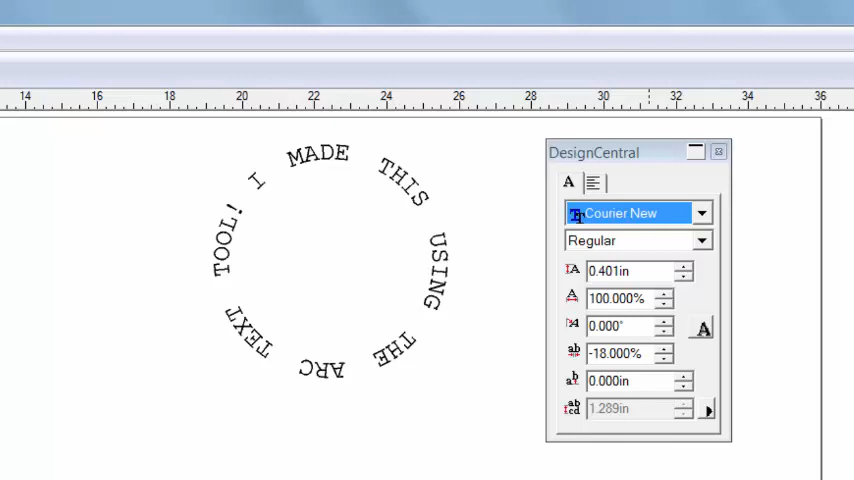 14 16 18 20 22 24 26 28 30 32 34 36
I MADE THIS USING THE ARC TEXT TOOL!
DesignCentral
A
Courier New
Regular
0.401in
100.000%
0.000°
-18.000%
0.000in
1.289in